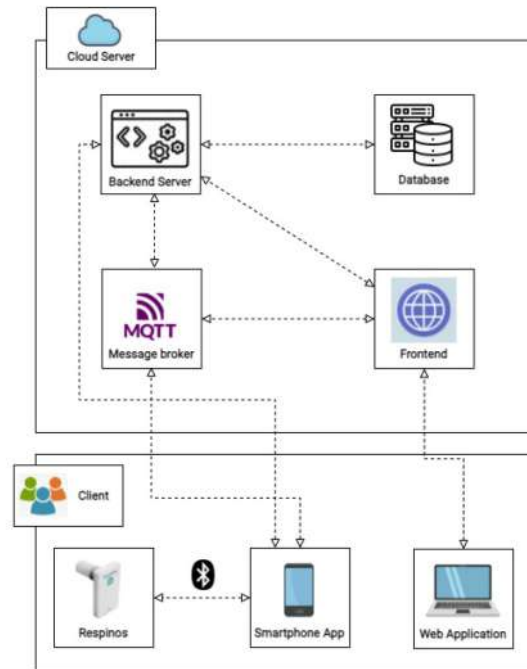 Cloud Server
Backend Server
Database
MQTT
Message broker
Frontend
Client
Respinos
Smartphone App
Web Application